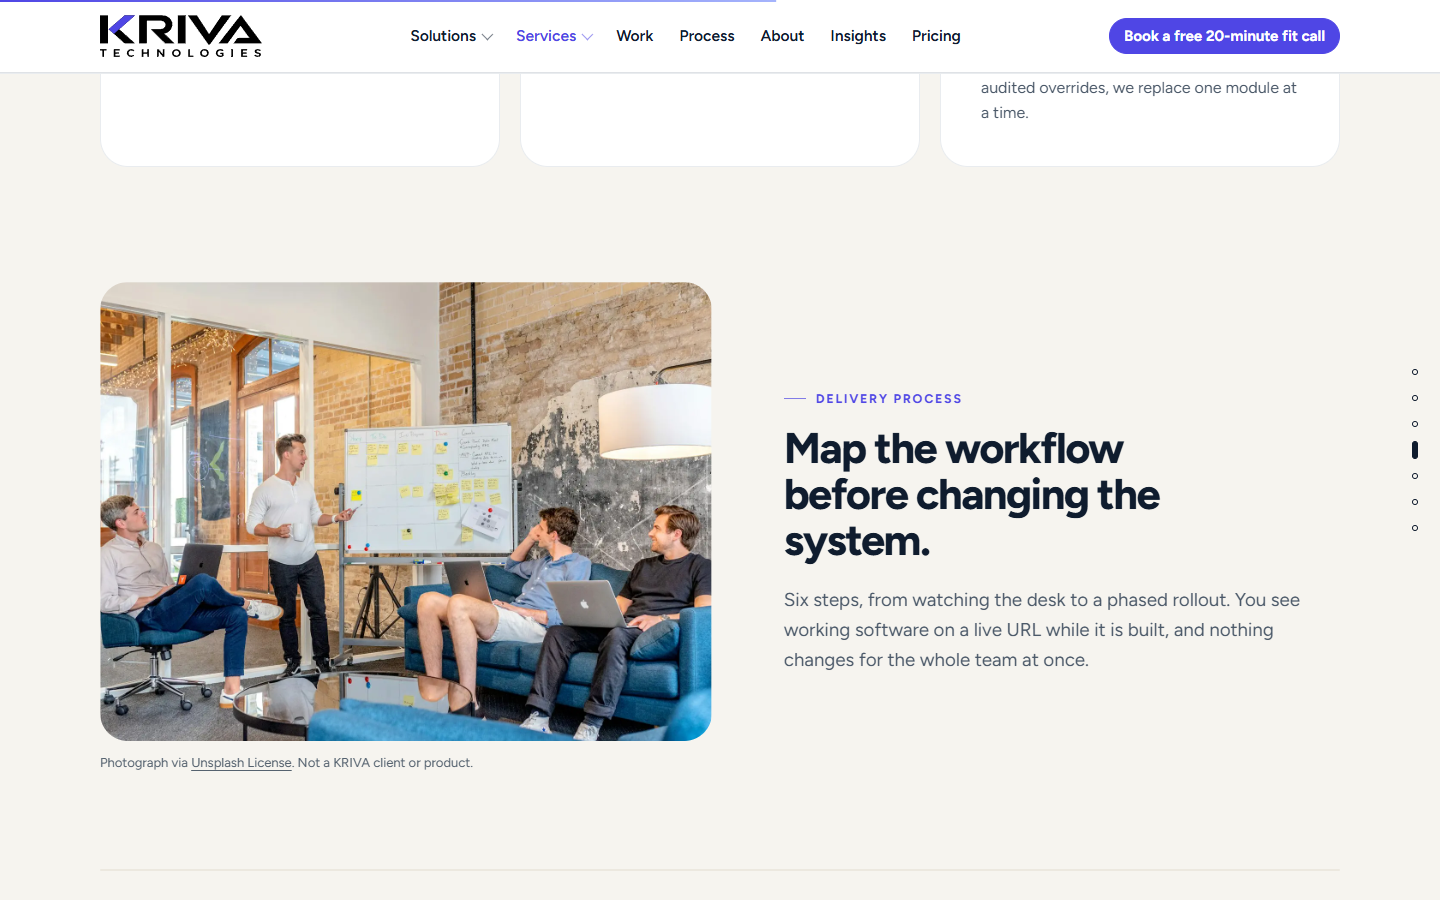 KRIVA
TECHNOLOGIES
Solutions
Services
Work
Process
About
Insights
Pricing
Book a free 20-minute fit call
audited overrides, we replace one module at
a time.
DELIVERY PROCESS
Map the workflow
before changing the
system.
Six steps, from watching the desk to a phased rollout. You see
working software on a live URL while it is built, and nothing
changes for the whole team at once.
Photograph via Unsplash License. Not a KRIVA client or product.